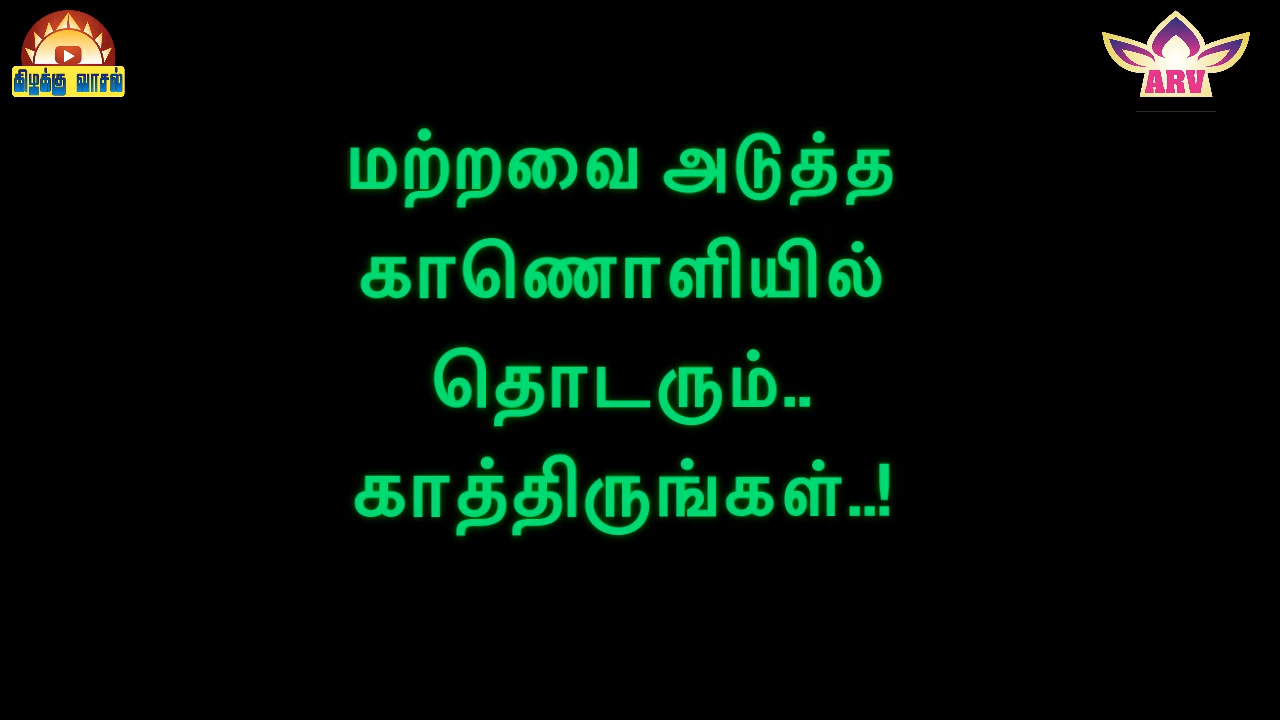 கிழக்கு வாசல்
ARV
மற்றவை அடுத்த
காணொளியில்
தொடரும்..
காத்திருங்கள்..!